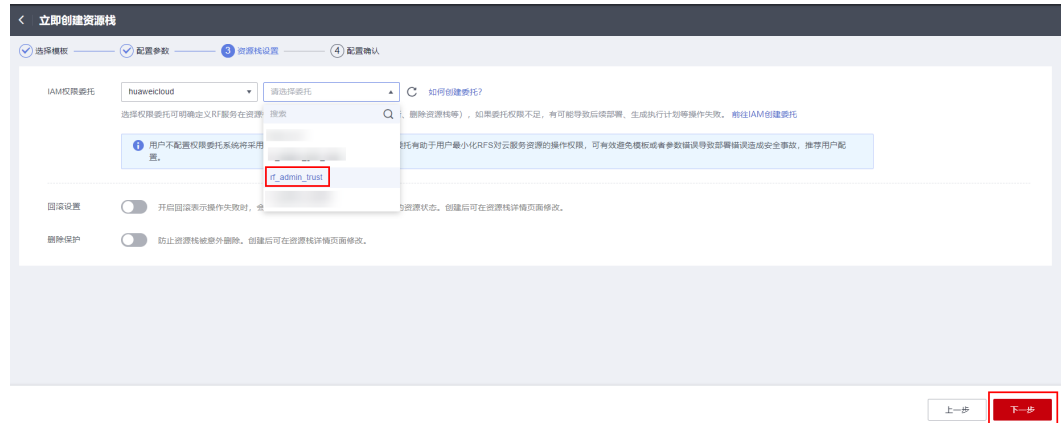 立即创建资源栈
选择模板
配置参数
3 资源栈设置
4 配置确认
IAM权限委托
huaweicloud
请选择委托
如何创建委托?
选择权限委托可明确定义RF服务在资源
、删除资源栈等），如果委托权限不足，有可能导致后续部署、生成执行计划等操作失败。 前往IAM创建委托
搜索
用户不配置权限委托系统将采用
委托有助于用户最小化RFS对云服务资源的操作权限，可有效避免模板或者参数错误导致部署错误造成安全事故，推荐用户配
置。
rf_admin_trust
回滚设置
开启回滚表示操作失败时，会
的资源状态。创建后可在资源栈详情页面修改。
删除保护
防止资源栈被意外删除。创建后可在资源栈详情页面修改。
上一步
下一步